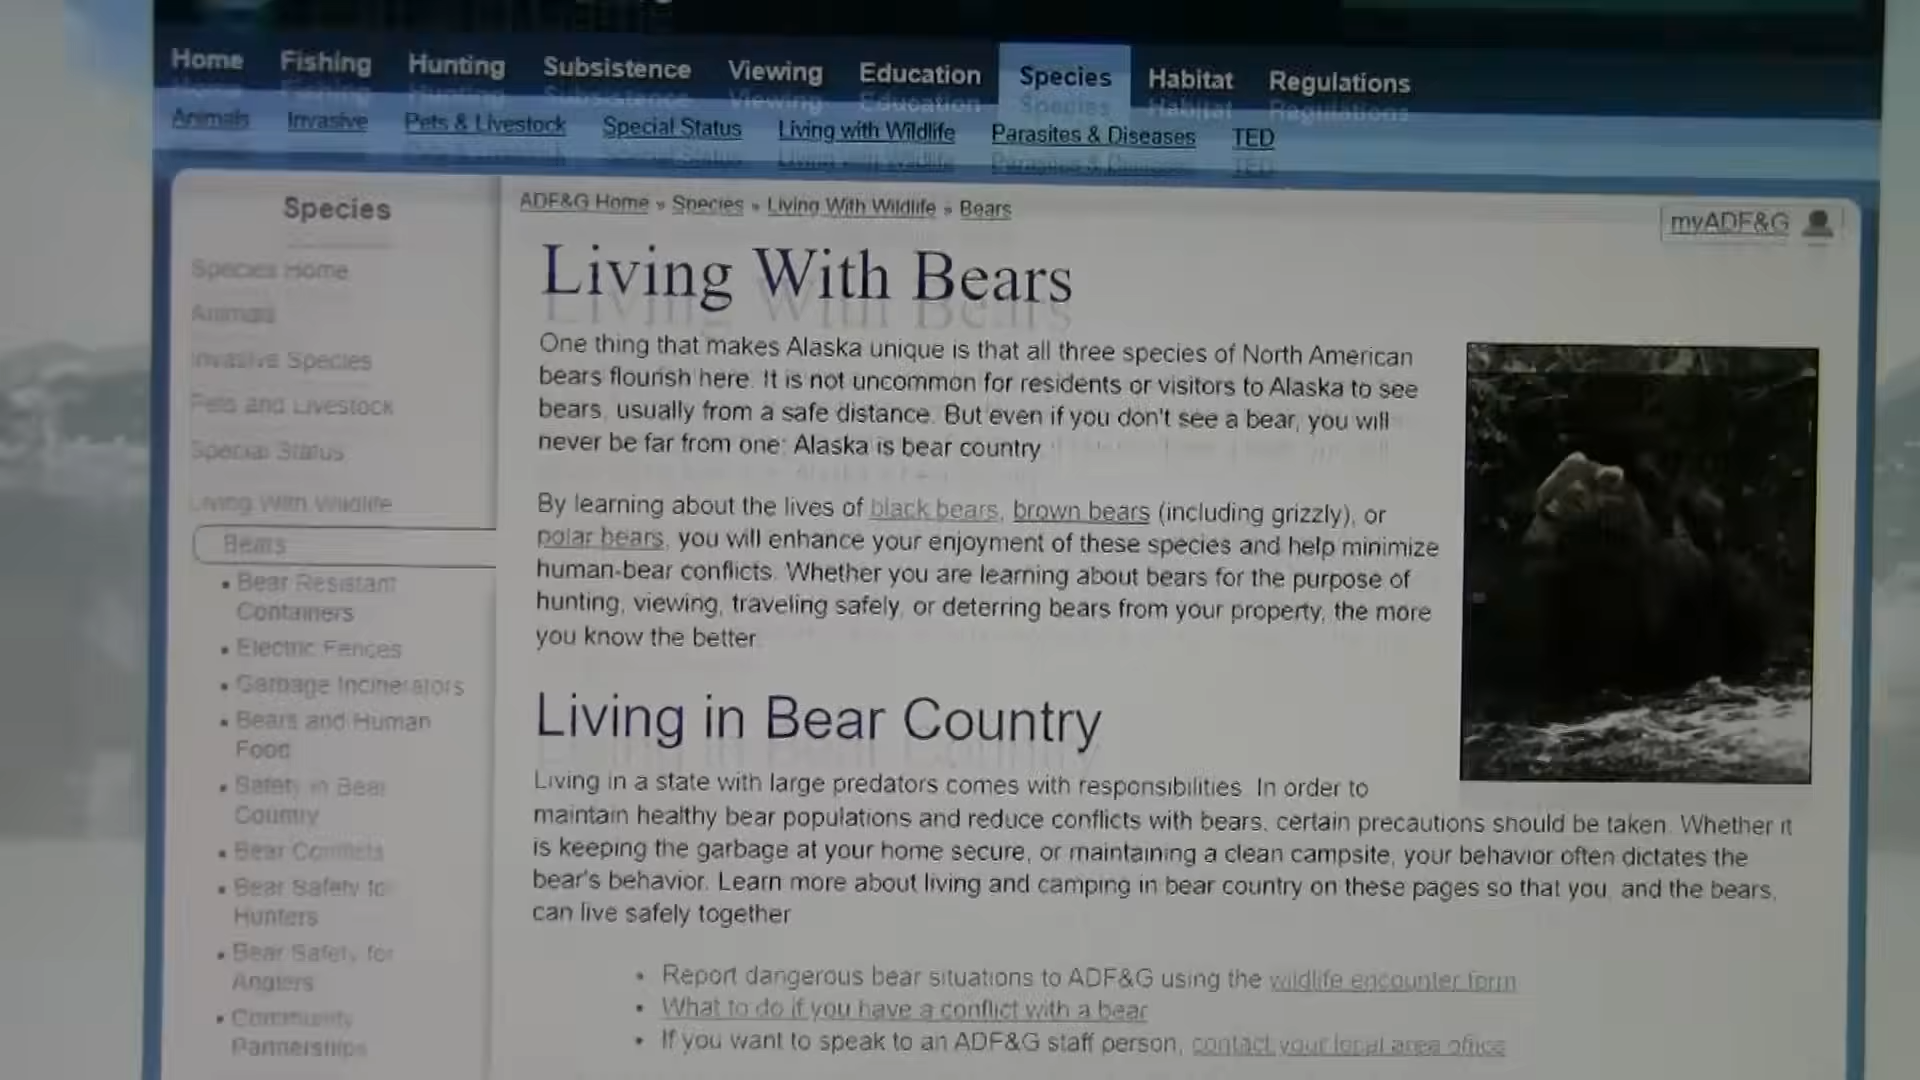 Home Fishing Hunting Subsistence Viewing Education Species Habitat Regulations
Animals Invasive Pets & Livestock Special Status Living with Wildlife Parasites & Diseases TED
Species
Species Home
Animals
Invasive Species
Pets and Livestock
Special Status
Living With Wildlife
Bears
• Bear Resistant
Containers
• Electric Fences
• Garbage Incinerators
• Bears and Human
Food
• Safety in Bear
Country
• Bear Conflicts
• Bear Safety for
Hunters
• Bear Safety for
Anglers
• Community
Partnerships
ADF&G Home » Species » Living With Wildlife » Bears
myADF&G
Living With Bears
One thing that makes Alaska unique is that all three species of North American
bears flourish here. It is not uncommon for residents or visitors to Alaska to see
bears, usually from a safe distance. But even if you don't see a bear, you will
never be far from one; Alaska is bear country
By learning about the lives of black bears, brown bears (including grizzly), or
polar bears, you will enhance your enjoyment of these species and help minimize
human-bear conflicts. Whether you are learning about bears for the purpose of
hunting, viewing, traveling safely, or deterring bears from your property, the more
you know the better.
Living in Bear Country
Living in a state with large predators comes with responsibilities. In order to
maintain healthy bear populations and reduce conflicts with bears, certain precautions should be taken. Whether it
is keeping the garbage at your home secure, or maintaining a clean campsite, your behavior often dictates the
bear's behavior. Learn more about living and camping in bear country on these pages so that you, and the bears,
can live safely together
• Report dangerous bear situations to ADF&G using the wildlife encounter form
• What to do if you have a conflict with a bear
• If you want to speak to an ADF&G staff person, contact your local area office